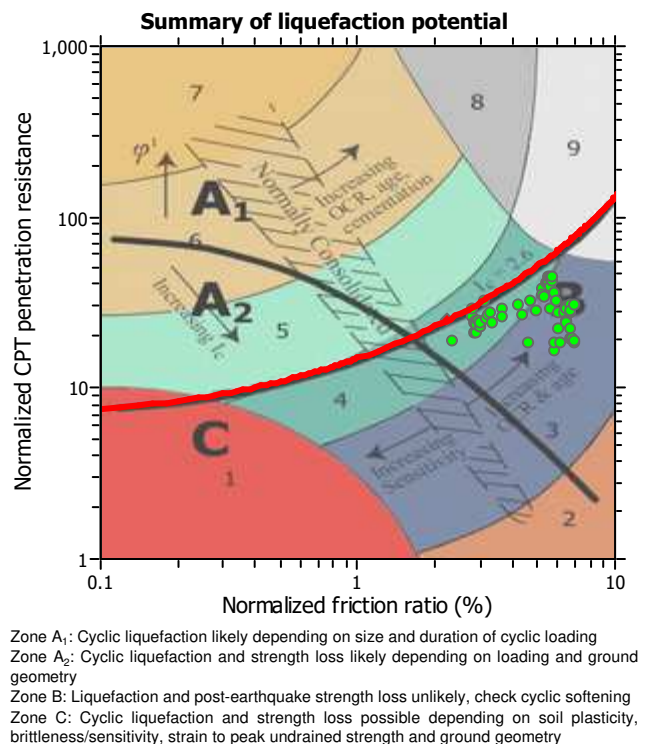 Summary of liquefaction potential
1,000
100
10
1
Normalized CPT penetration resistance
7
8
9
φ'
A1
Normally Consolidated
Increasing
OCR, age,
cementation
6
A2
Increasing Ic
5
Ic = 2.6
B
4
Increasing
OCR & age
C
Increasing
Sensitivity
3
1
2
0.1
1
10
Normalized friction ratio (%)
Zone A1: Cyclic liquefaction likely depending on size and duration of cyclic loading
Zone A2: Cyclic liquefaction and strength loss likely depending on loading and ground
geometry
Zone B: Liquefaction and post-earthquake strength loss unlikely, check cyclic softening
Zone C: Cyclic liquefaction and strength loss possible depending on soil plasticity,
brittleness/sensitivity, strain to peak undrained strength and ground geometry